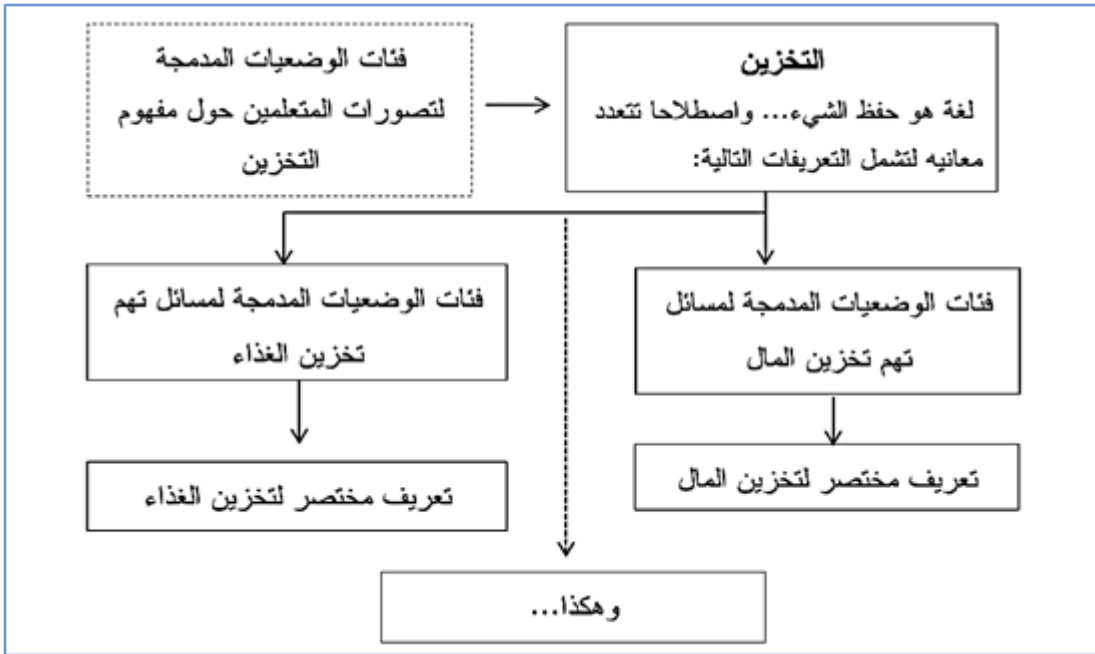 التخزين
لغة هو حفظ الشيء... واصطلاحا تتعدد
معانيه لتشمل التعريفات التالية:
فئات الوضعيات المدمجة
لتصورات المتعلمين حول مفهوم
التخزين
فئات الوضعيات المدمجة لمسائل
تهم تخزين المال
فئات الوضعيات المدمجة لمسائل تهم
تخزين الغذاء
تعريف مختصر لتخزين المال
تعريف مختصر لتخزين الغذاء
وهكذا...